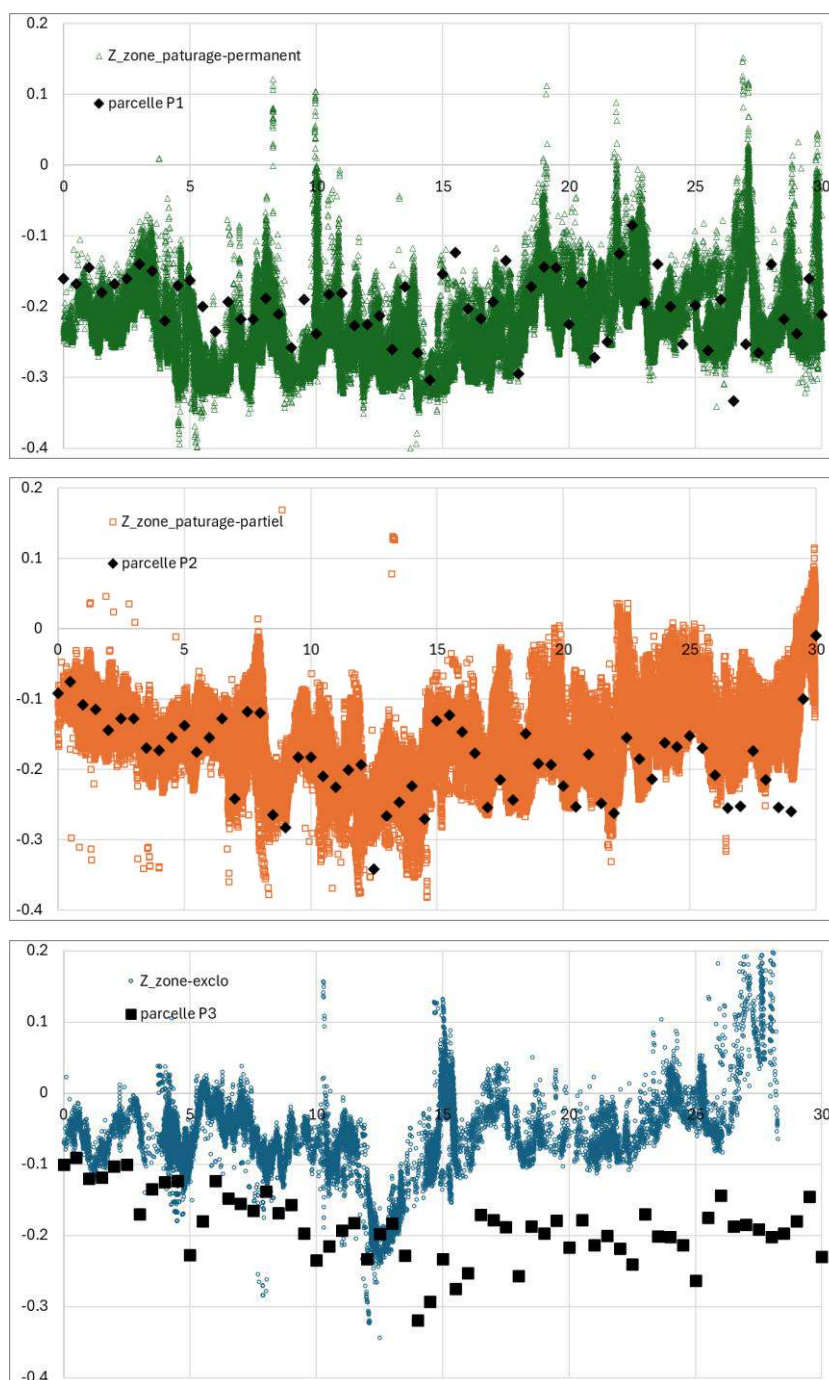 0.2
Z_zone_paturage-permanent
0.1
parcelle P1
0
0 5 10 15 20 25 30
-0.1
-0.2
-0.3
-0.4
0.2
Z_zone_paturage-partiel
0.1
parcelle P2
0
0 5 10 15 20 25 30
-0.1
-0.2
-0.3
-0.4
0.2
Z_zone-exclo
0.1
parcelle P3
0
0 5 10 15 20 25 30
-0.1
-0.2
-0.3
-0.4